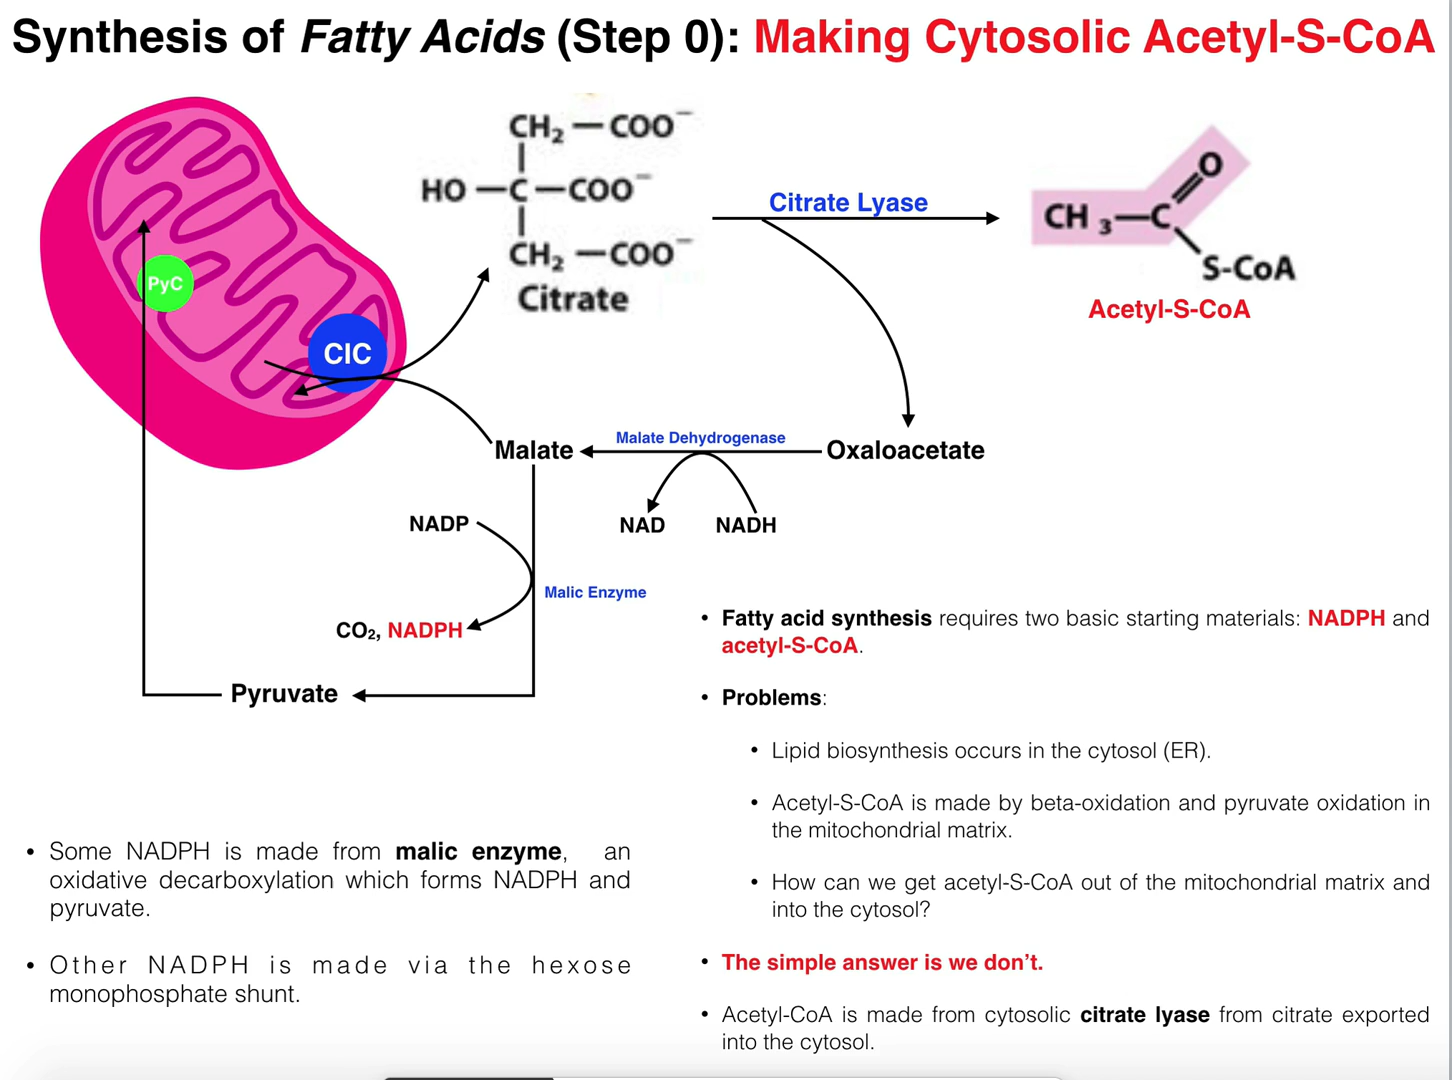 Synthesis of Fatty Acids (Step 0): Making Cytosolic Acetyl-S-CoA
CH₂—COO⁻
HO—C—COO⁻
CH₂—COO⁻
Citrate
Citrate Lyase
CH₃—C
O
S-CoA
Acetyl-S-CoA
PyC
CIC
Malate
Malate Dehydrogenase
Oxaloacetate
NAD
NADH
NADP
Malic Enzyme
CO₂, NADPH
Pyruvate
• Some NADPH is made from malic enzyme, an
oxidative decarboxylation which forms NADPH and
pyruvate.
• Other NADPH is made via the hexose
monophosphate shunt.
• Fatty acid synthesis requires two basic starting materials: NADPH and
acetyl-S-CoA.
• Problems:
• Lipid biosynthesis occurs in the cytosol (ER).
• Acetyl-S-CoA is made by beta-oxidation and pyruvate oxidation in
the mitochondrial matrix.
• How can we get acetyl-S-CoA out of the mitochondrial matrix and
into the cytosol?
• The simple answer is we don’t.
• Acetyl-CoA is made from cytosolic citrate lyase from citrate exported
into the cytosol.